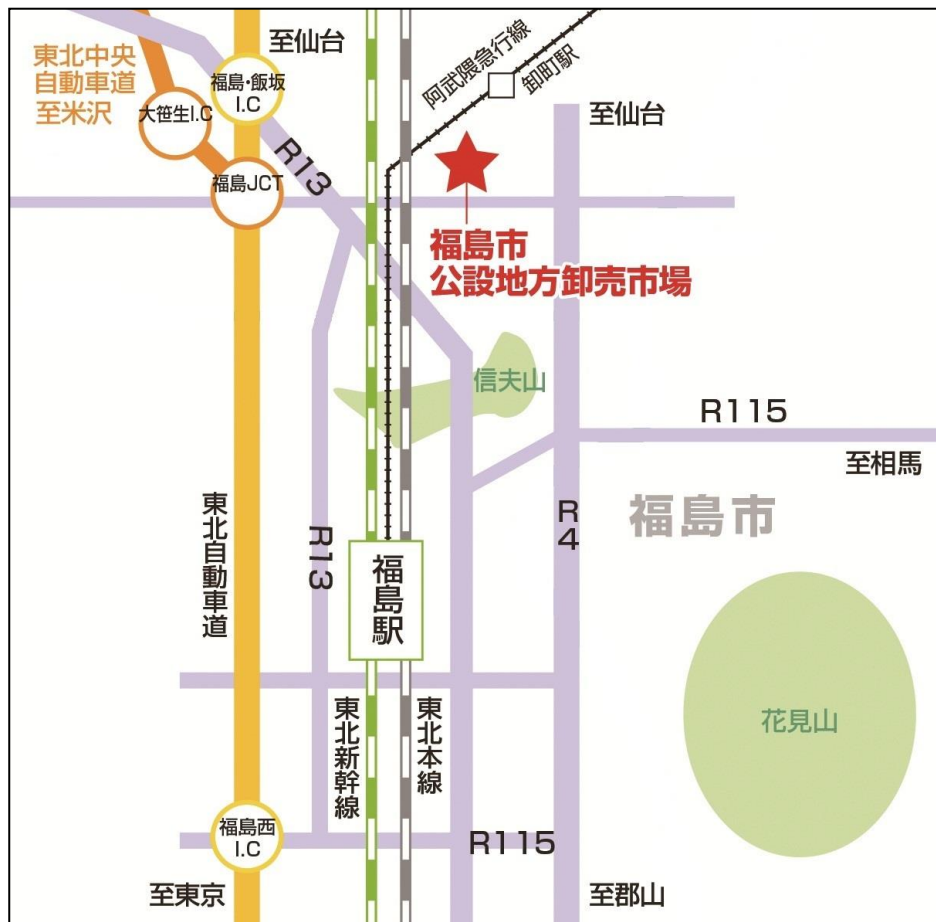 至仙台
東北中央
自動車道
至米沢
福島・飯坂
I.C
大笹生I.C
福島JCT
R13
阿武隈急行線
卸町駅
至仙台
福島市
公設地方卸売市場
信夫山
R115
至相馬
R4
福島市
東北自動車道
R13
福島駅
花見山
東北新幹線
東北本線
福島西
I.C
R115
至東京
至郡山